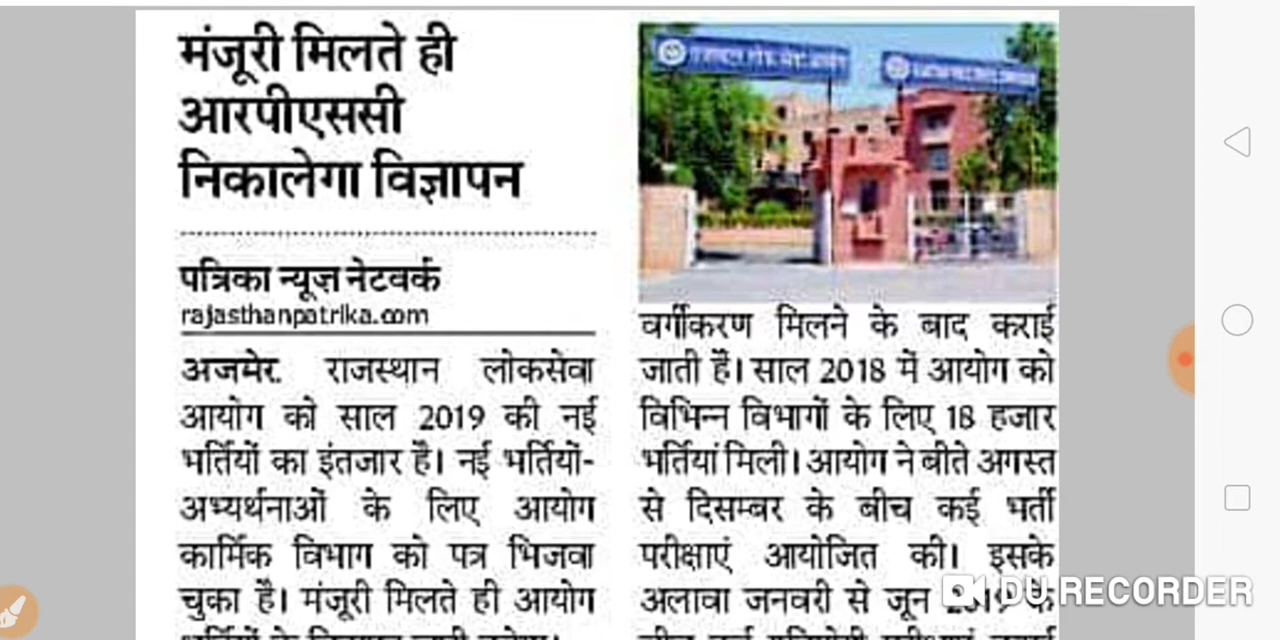 मंजूरी मिलते ही
आरपीएससी
निकालेगा विज्ञापन
पत्रिका न्यूज़ नेटवर्क
rajasthanpatrika.com
अजमेर. राजस्थान लोकसेवा
आयोग को साल 2019 की नई
भर्तियों का इंतजार है। नई भर्तियों-
अभ्यर्थनाओं के लिए आयोग
कार्मिक विभाग को पत्र भिजवा
चुका है। मंजूरी मिलते ही आयोग
वर्गीकरण मिलने के बाद कराई
जाती हैं। साल 2018 में आयोग को
विभिन्न विभागों के लिए 18 हजार
भर्तियां मिली। आयोग ने बीते अगस्त
से दिसम्बर के बीच कई भर्ती
परीक्षाएं आयोजित की। इसके
अलावा जनवरी से जून 2019 के
DU RECORDER